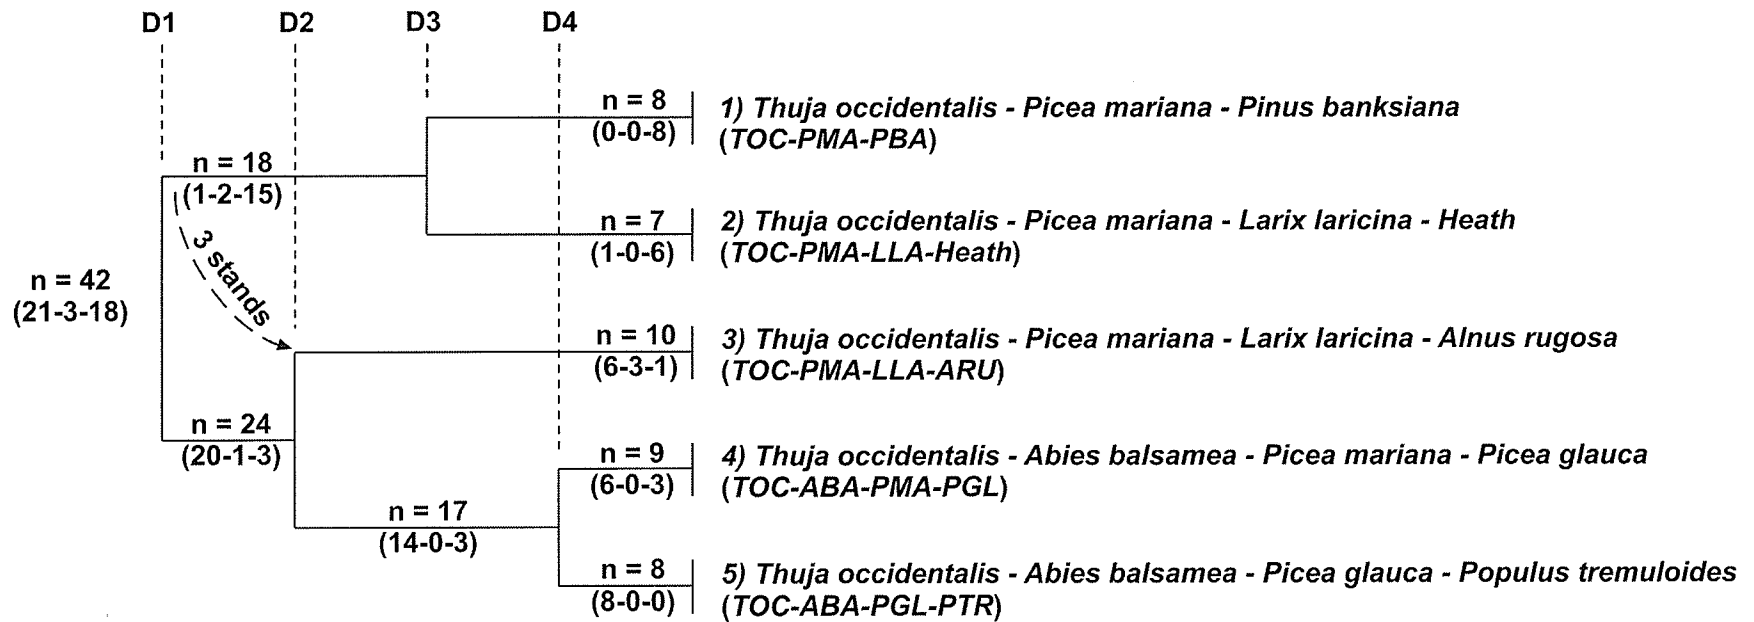 D1 D2 D3 D4
n = 8
(0-0-8)
1) Thuja occidentalis - Picea mariana - Pinus banksiana
(TOC-PMA-PBA)
n = 18
(1-2-15)
n = 7
(1-0-6)
2) Thuja occidentalis - Picea mariana - Larix laricina - Heath
(TOC-PMA-LLA-Heath)
3 stands
n = 42
(21-3-18)
n = 10
(6-3-1)
3) Thuja occidentalis - Picea mariana - Larix laricina - Alnus rugosa
(TOC-PMA-LLA-ARU)
n = 24
(20-1-3)
n = 9
(6-0-3)
4) Thuja occidentalis - Abies balsamea - Picea mariana - Picea glauca
(TOC-ABA-PMA-PGL)
n = 17
(14-0-3)
n = 8
(8-0-0)
5) Thuja occidentalis - Abies balsamea - Picea glauca - Populus tremuloides
(TOC-ABA-PGL-PTR)